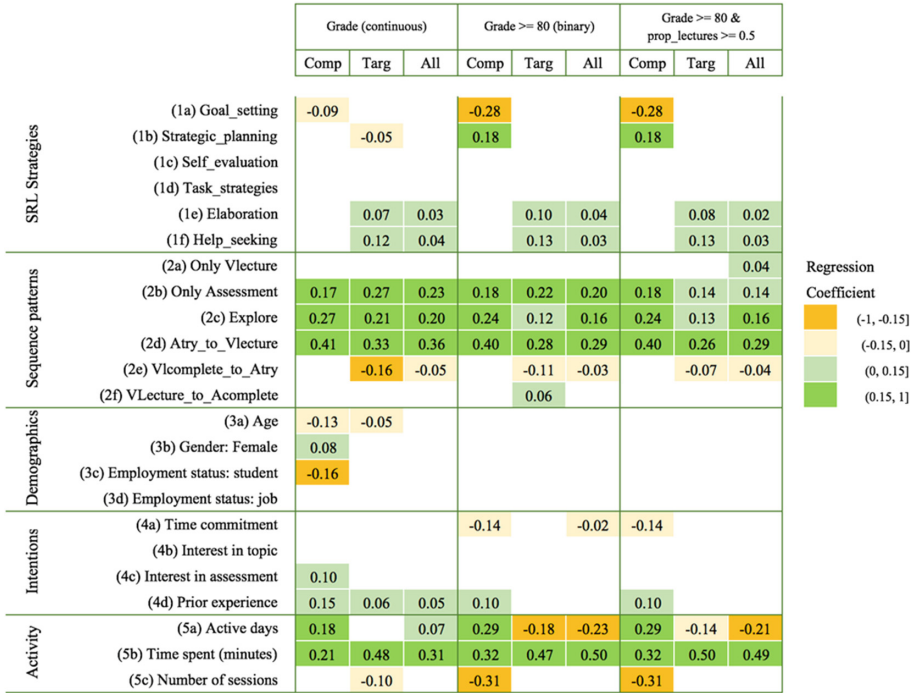 Grade (continuous) Grade >= 80 (binary) Grade >= 80 &
prop_lectures >= 0.5
Comp Targ All Comp Targ All Comp Targ All
SRL Strategies
(1a) Goal_setting -0.09 -0.28 -0.28
(1b) Strategic_planning -0.05 0.18 0.18
(1c) Self_evaluation
(1d) Task_strategies
(1e) Elaboration 0.07 0.03 0.10 0.04 0.08 0.02
(1f) Help_seeking 0.12 0.04 0.13 0.03 0.13 0.03
Sequence patterns
(2a) Only Vlecture 0.04
(2b) Only Assessment 0.17 0.27 0.23 0.18 0.22 0.20 0.18 0.14 0.14
(2c) Explore 0.27 0.21 0.20 0.24 0.12 0.16 0.24 0.13 0.16
(2d) Atry_to_Vlecture 0.41 0.33 0.36 0.40 0.28 0.29 0.40 0.26 0.29
(2e) Vlcomplete_to_Atry -0.16 -0.05 -0.11 -0.03 -0.07 -0.04
(2f) VLecture_to_Acomplete 0.06
Demographics
(3a) Age -0.13 -0.05
(3b) Gender: Female 0.08
(3c) Employment status: student -0.16
(3d) Employment status: job
Intentions
(4a) Time commitment -0.14 -0.02 -0.14
(4b) Interest in topic
(4c) Interest in assessment 0.10
(4d) Prior experience 0.15 0.06 0.05 0.10 0.10
Activity
(5a) Active days 0.18 0.07 0.29 -0.18 -0.23 0.29 -0.14 -0.21
(5b) Time spent (minutes) 0.21 0.48 0.31 0.32 0.47 0.50 0.32 0.50 0.49
(5c) Number of sessions -0.10 -0.31 -0.31
Regression
Coefficient
(-1, -0.15]
(-0.15, 0]
(0, 0.15]
(0.15, 1]